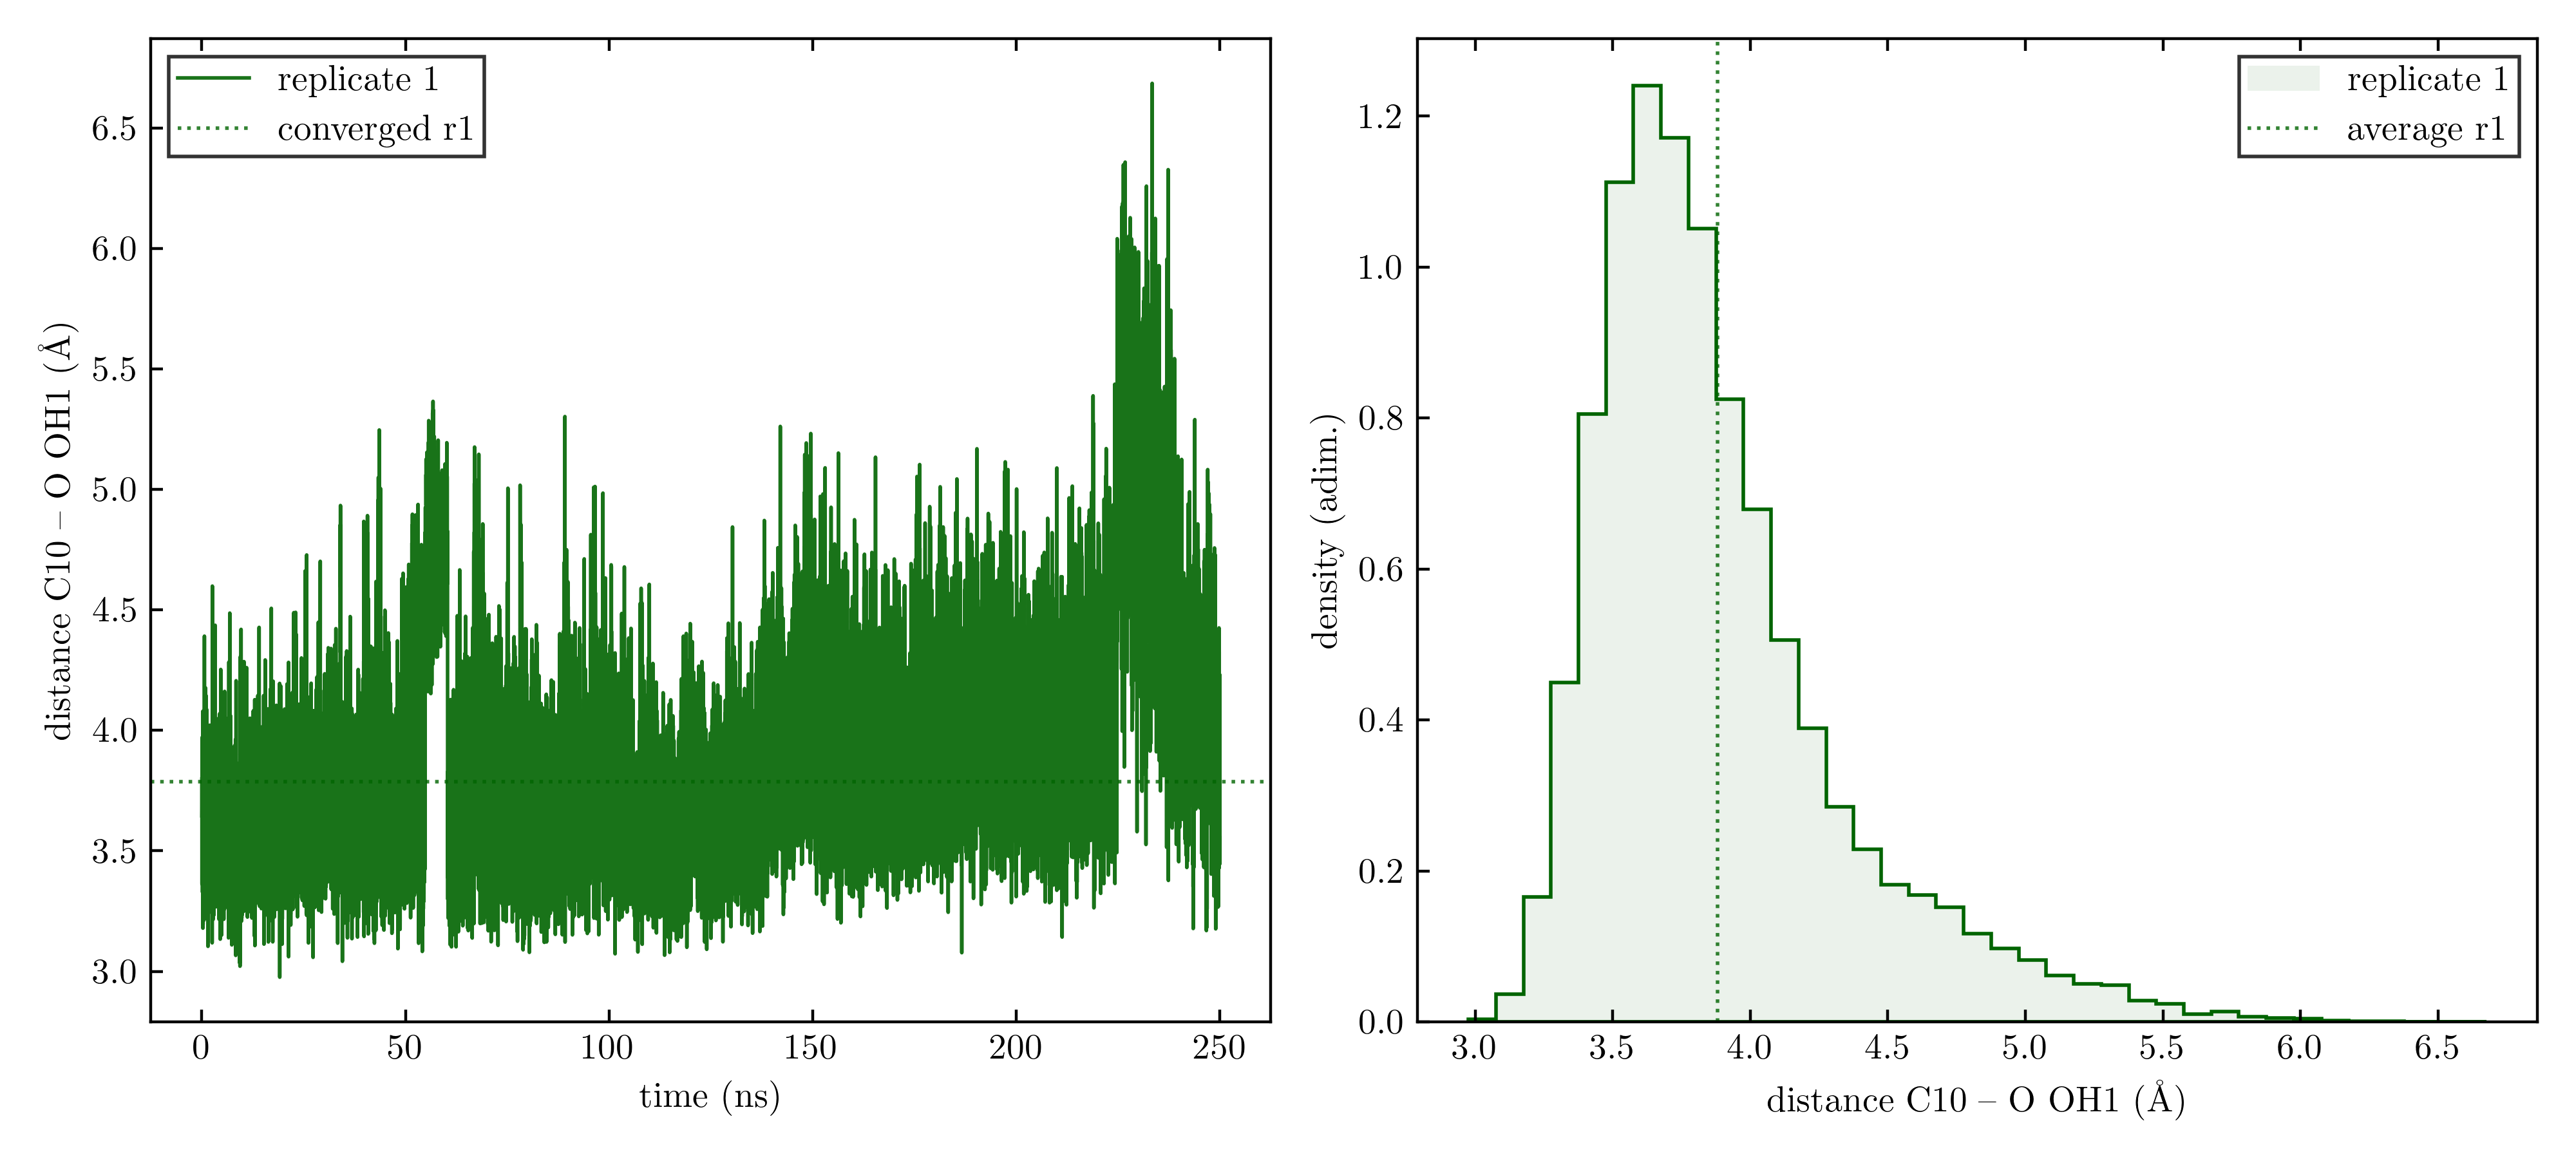 replicate 1
converged r1
6.5
6.0
5.5
5.0
4.5
4.0
3.5
3.0
distance C10 – O OH1 (Å)
0 50 100 150 200 250
time (ns)
replicate 1
average r1
1.2
1.0
0.8
0.6
0.4
0.2
0.0
density (adim.)
3.0 3.5 4.0 4.5 5.0 5.5 6.0 6.5
distance C10 – O OH1 (Å)